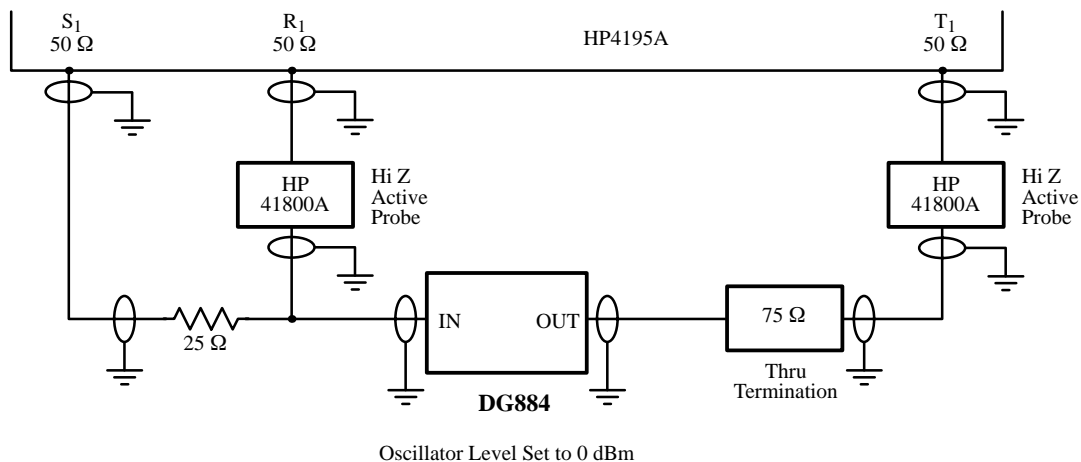 S1
50 Ω
R1
50 Ω
HP4195A
T1
50 Ω
HP
41800A
Hi Z
Active
Probe
HP
41800A
Hi Z
Active
Probe
25 Ω
IN
OUT
75 Ω
Thru
Termination
DG884
Oscillator Level Set to 0 dBm